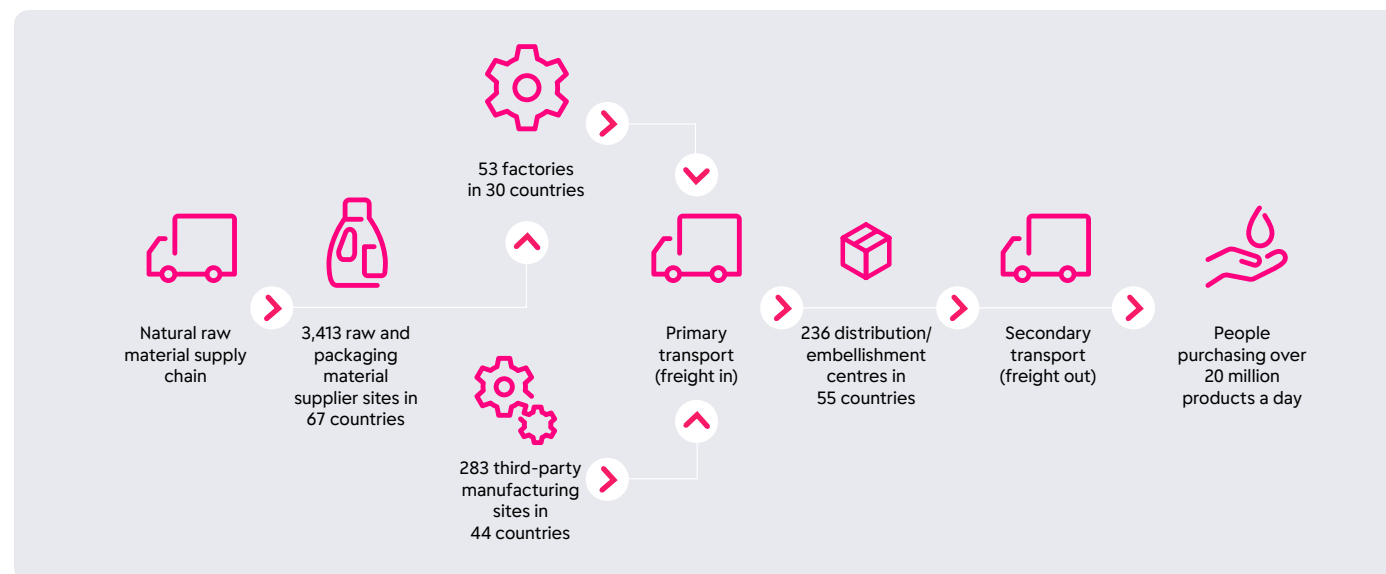 53 factories
in 30 countries
Natural raw
material supply
chain
3,413 raw and
packaging
material
supplier sites in
67 countries
283 third-party
manufacturing
sites in
44 countries
Primary
transport
(freight in)
236 distribution/
embellishment
centres in
55 countries
Secondary
transport
(freight out)
People
purchasing over
20 million
products a day